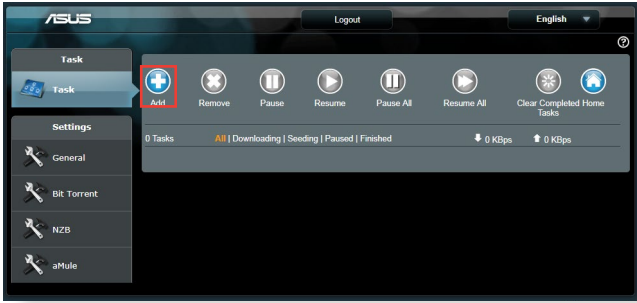 ASUS
Logout
English
Task
Task
Add
Remove
Pause
Resume
Pause All
Resume All
Clear Completed Home
Tasks
0 Tasks
All | Downloading | Seeding | Paused | Finished
0 KBps
0 KBps
Settings
General
Bit Torrent
NZB
aMule